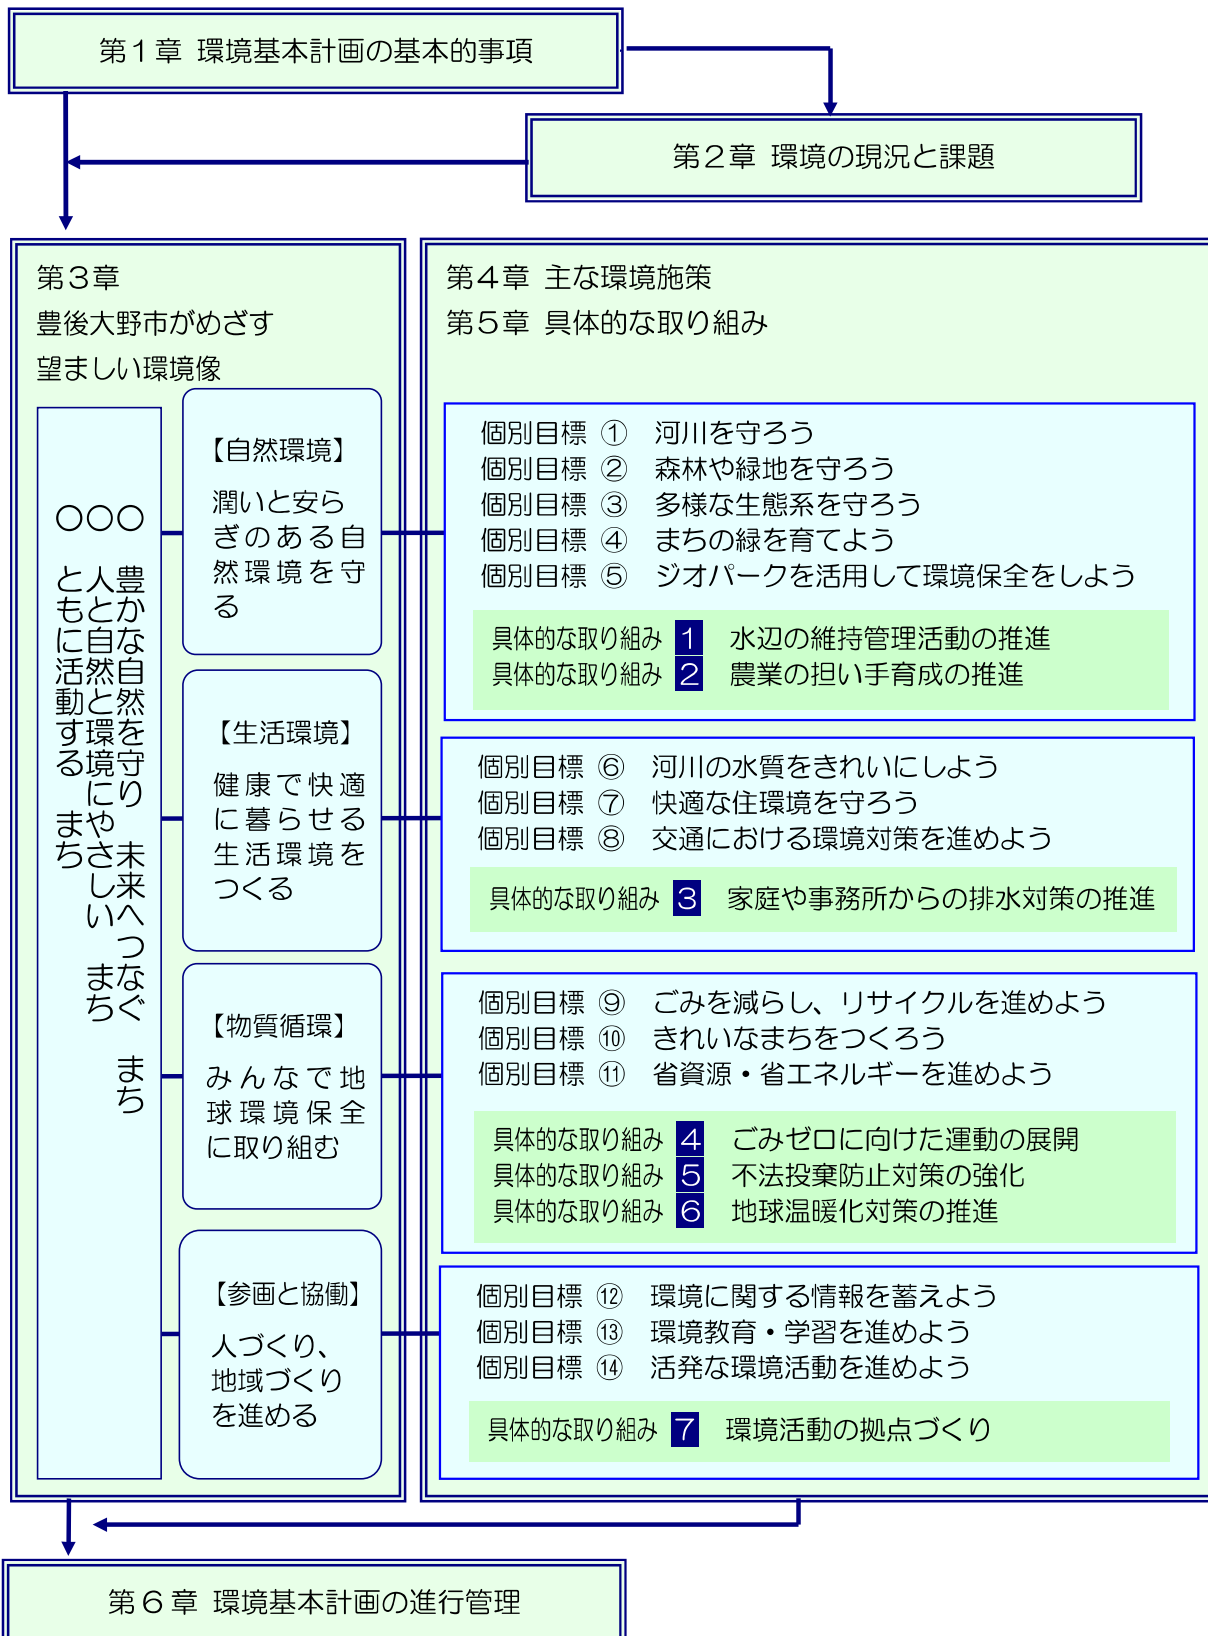 第１章 環境基本計画の基本的事項
第２章 環境の現況と課題
第３章
豊後大野市がめざす
望ましい環境像
〇 豊かな自然を守り 未来へつなぐ まち
〇 人と自然と環境にやさしい まち
〇 ともに活動する まち
【自然環境】
潤いと安ら
ぎのある自
然環境を守
る
【生活環境】
健康で快適
に暮らせる
生活環境を
つくる
【物質循環】
みんなで地
球環境保全
に取り組む
【参画と協働】
人づくり、
地域づくり
を進める
第４章 主な環境施策
第５章 具体的な取り組み
個別目標 ① 河川を守ろう
個別目標 ② 森林や緑地を守ろう
個別目標 ③ 多様な生態系を守ろう
個別目標 ④ まちの緑を育てよう
個別目標 ⑤ ジオパークを活用して環境保全をしよう
具体的な取り組み 1 水辺の維持管理活動の推進
具体的な取り組み 2 農業の担い手育成の推進
個別目標 ⑥ 河川の水質をきれいにしよう
個別目標 ⑦ 快適な住環境を守ろう
個別目標 ⑧ 交通における環境対策を進めよう
具体的な取り組み 3 家庭や事務所からの排水対策の推進
個別目標 ⑨ ごみを減らし、リサイクルを進めよう
個別目標 ⑩ きれいなまちをつくろう
個別目標 ⑪ 省資源・省エネルギーを進めよう
具体的な取り組み 4 ごみゼロに向けた運動の展開
具体的な取り組み 5 不法投棄防止対策の強化
具体的な取り組み 6 地球温暖化対策の推進
個別目標 ⑫ 環境に関する情報を蓄えよう
個別目標 ⑬ 環境教育・学習を進めよう
個別目標 ⑭ 活発な環境活動を進めよう
具体的な取り組み 7 環境活動の拠点づくり
第６章 環境基本計画の進行管理